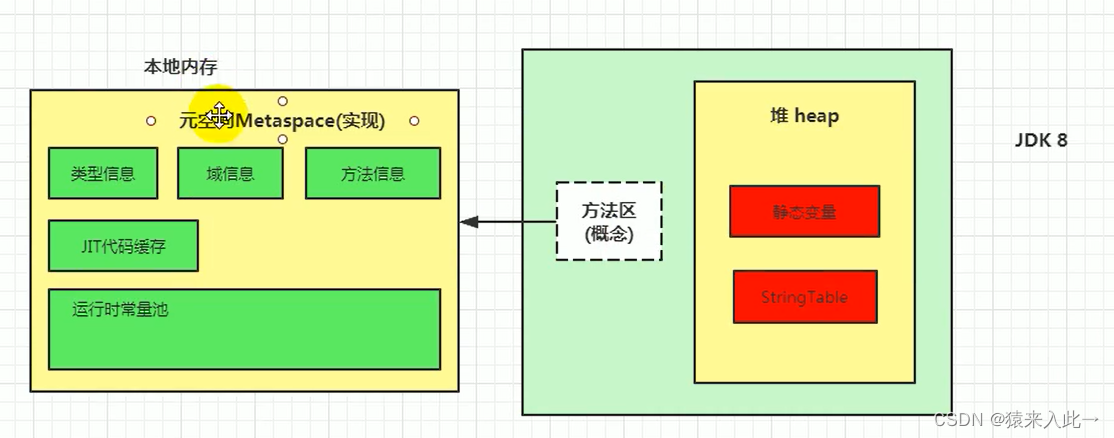 本地内存
元空间Metaspace(实现)
类型信息
域信息
方法信息
JIT代码缓存
运行时常量池
方法区
(概念)
堆 heap
静态变量
StringTable
JDK 8
CSDN @猿来入此→